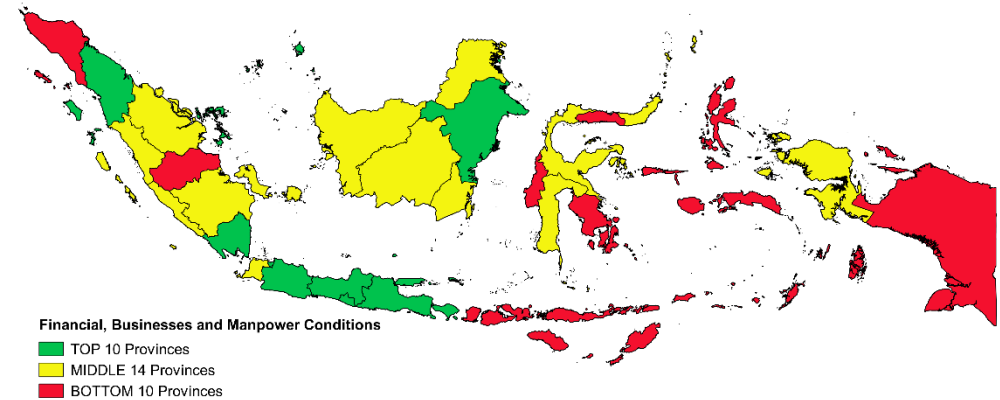 Financial, Businesses and Manpower Conditions
TOP 10 Provinces
MIDDLE 14 Provinces
BOTTOM 10 Provinces